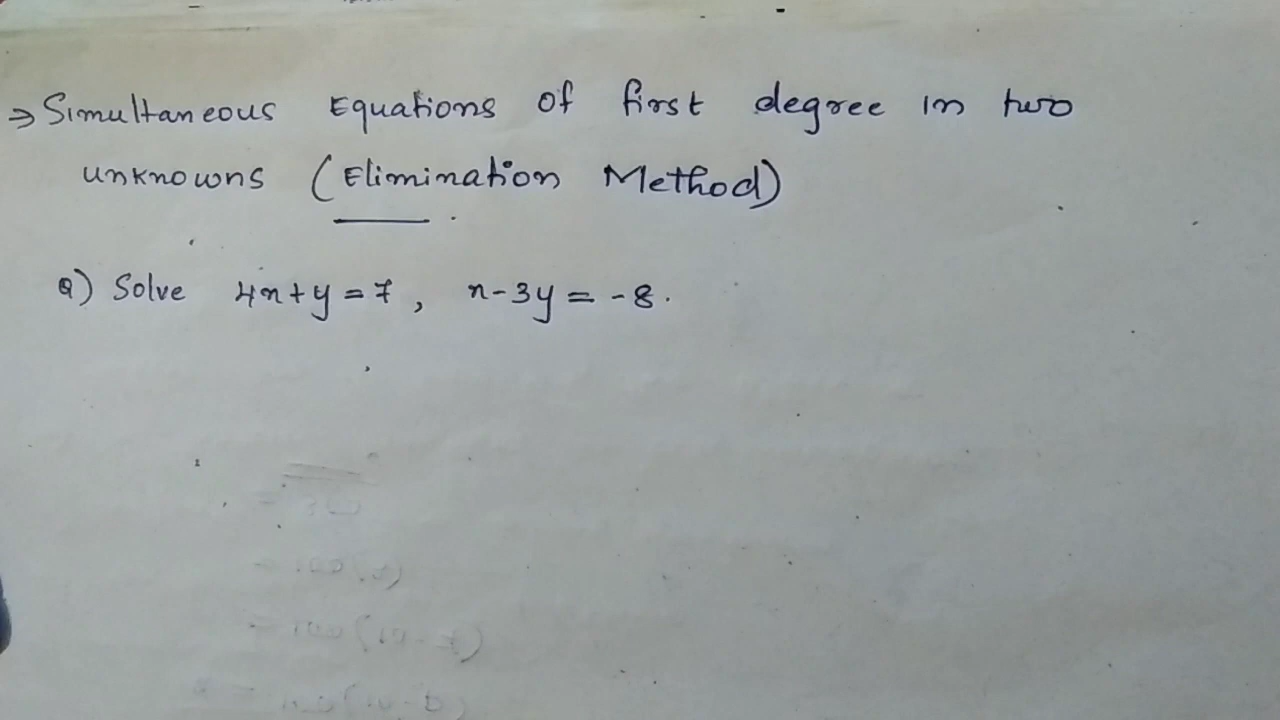 ⇒ Simultaneous Equations of first degree in two
unknowns (Elimination Method)
Q) Solve 4x+y=7, x-3y=-8.